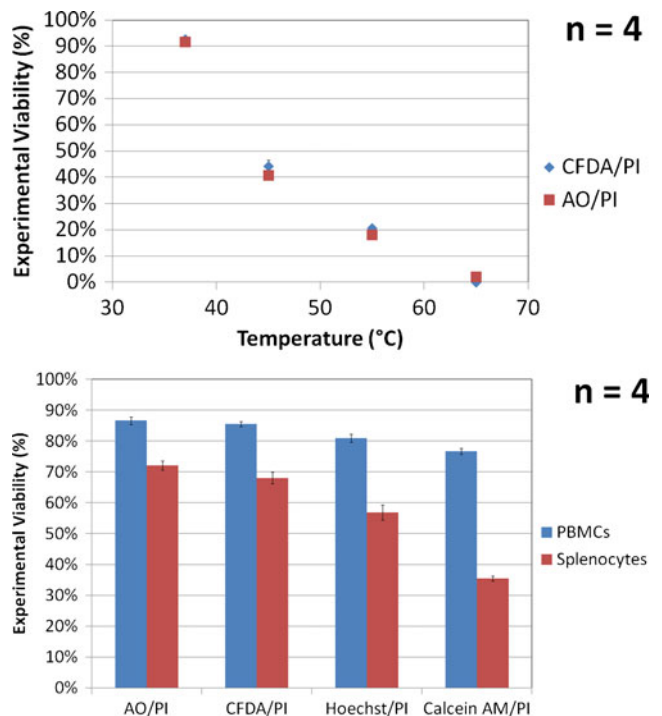 n = 4
Experimental Viability (%)
100%
90%
80%
70%
60%
50%
40%
30%
20%
10%
0%
30 40 50 60 70
Temperature (°C)
CFDA/PI
AO/PI
n = 4
Experimental Viability (%)
100%
90%
80%
70%
60%
50%
40%
30%
20%
10%
0%
AO/PI CFDA/PI Hoechst/PI Calcein AM/PI
PBMCs
Splenocytes